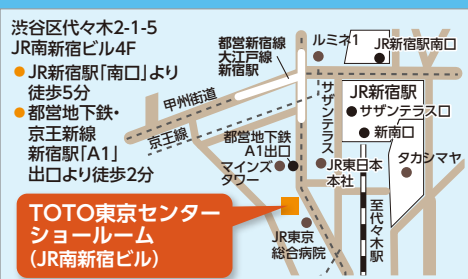 渋谷区代々木2-1-5
JR南新宿ビル4F
●JR新宿駅「南口」より
徒歩5分
●都営地下鉄・
京王新線
新宿駅「A1」
出口より徒歩2分
TOTO東京センター
ショールーム
(JR南新宿ビル)
都営新宿線
大江戸線
新宿駅
ルミネ1
JR新宿駅南口
甲州街道
京王線
サザンテラス
JR新宿駅
サザンテラス口
新南口
都営地下鉄
A1出口
マインズ
タワー
JR東日本
本社
タカシマヤ
至代々木駅
JR東京
総合病院